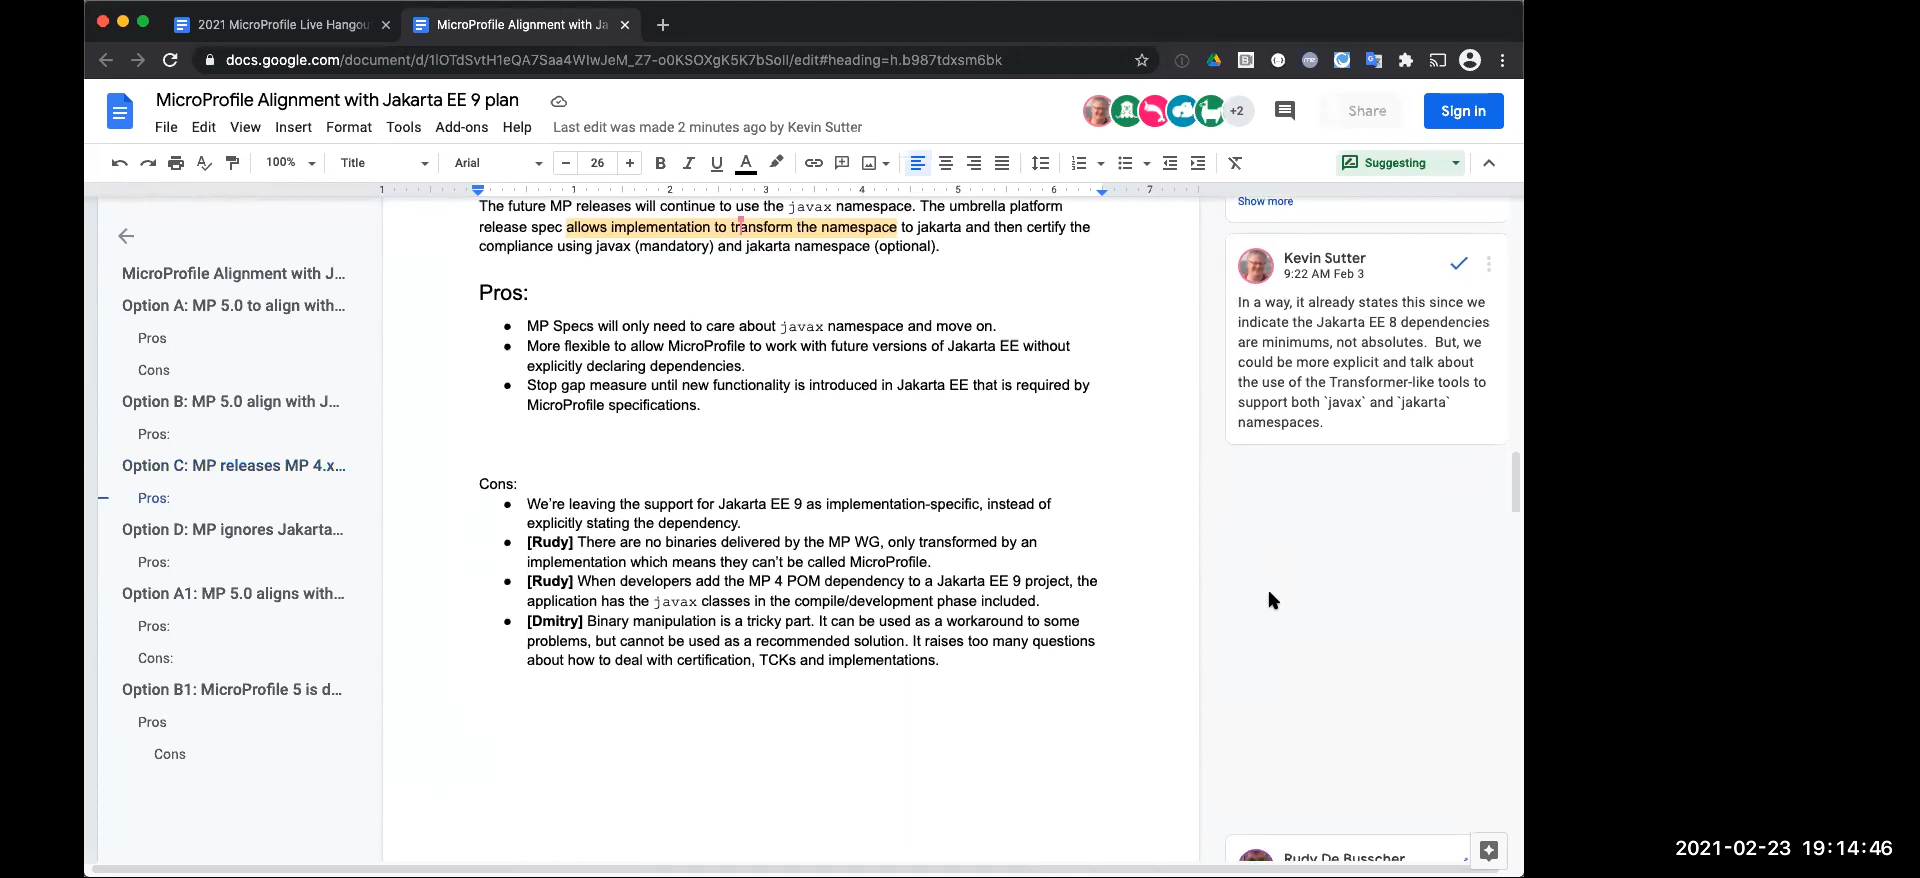 2021 MicroProfile Live Hangou
MicroProfile Alignment with Ja
docs.google.com/document/d/1lOTdSvtH1eQA7Saa4WIwJeM_Z7-o0KSOXgK5K7bSoll/edit#heading=h.b987tdxsm6bk
MicroProfile Alignment with Jakarta EE 9 plan
+2
Share
Sign in
File Edit View Insert Format Tools Add-ons Help Last edit was made 2 minutes ago by Kevin Sutter
100% Title Arial 26 B I U A Suggesting
1 1 2 3 4 5 6 7
MicroProfile Alignment with J...
Option A: MP 5.0 to align with...
Pros
Cons
Option B: MP 5.0 align with J...
Pros:
Option C: MP releases MP 4.x...
Pros:
Option D: MP ignores Jakarta...
Pros:
Option A1: MP 5.0 aligns with...
Pros:
Cons:
Option B1: MicroProfile 5 is d...
Pros
Cons
The future MP releases will continue to use the javax namespace. The umbrella platform
release spec allows implementation to transform the namespace to jakarta and then certify the
compliance using javax (mandatory) and jakarta namespace (optional).
Pros:
● MP Specs will only need to care about javax namespace and move on.
● More flexible to allow MicroProfile to work with future versions of Jakarta EE without
explicitly declaring dependencies.
● Stop gap measure until new functionality is introduced in Jakarta EE that is required by
MicroProfile specifications.
Cons:
● We're leaving the support for Jakarta EE 9 as implementation-specific, instead of
explicitly stating the dependency.
● [Rudy] There are no binaries delivered by the MP WG, only transformed by an
implementation which means they can't be called MicroProfile.
● [Rudy] When developers add the MP 4 POM dependency to a Jakarta EE 9 project, the
application has the javax classes in the compile/development phase included.
● [Dmitry] Binary manipulation is a tricky part. It can be used as a workaround to some
problems, but cannot be used as a recommended solution. It raises too many questions
about how to deal with certification, TCKs and implementations.
Show more
Kevin Sutter
9:22 AM Feb 3
In a way, it already states this since we
indicate the Jakarta EE 8 dependencies
are minimums, not absolutes. But, we
could be more explicit and talk about
the use of the Transformer-like tools to
support both `javax` and `jakarta`
namespaces.
Rudy De Busscher
2021-02-23 19:14:46